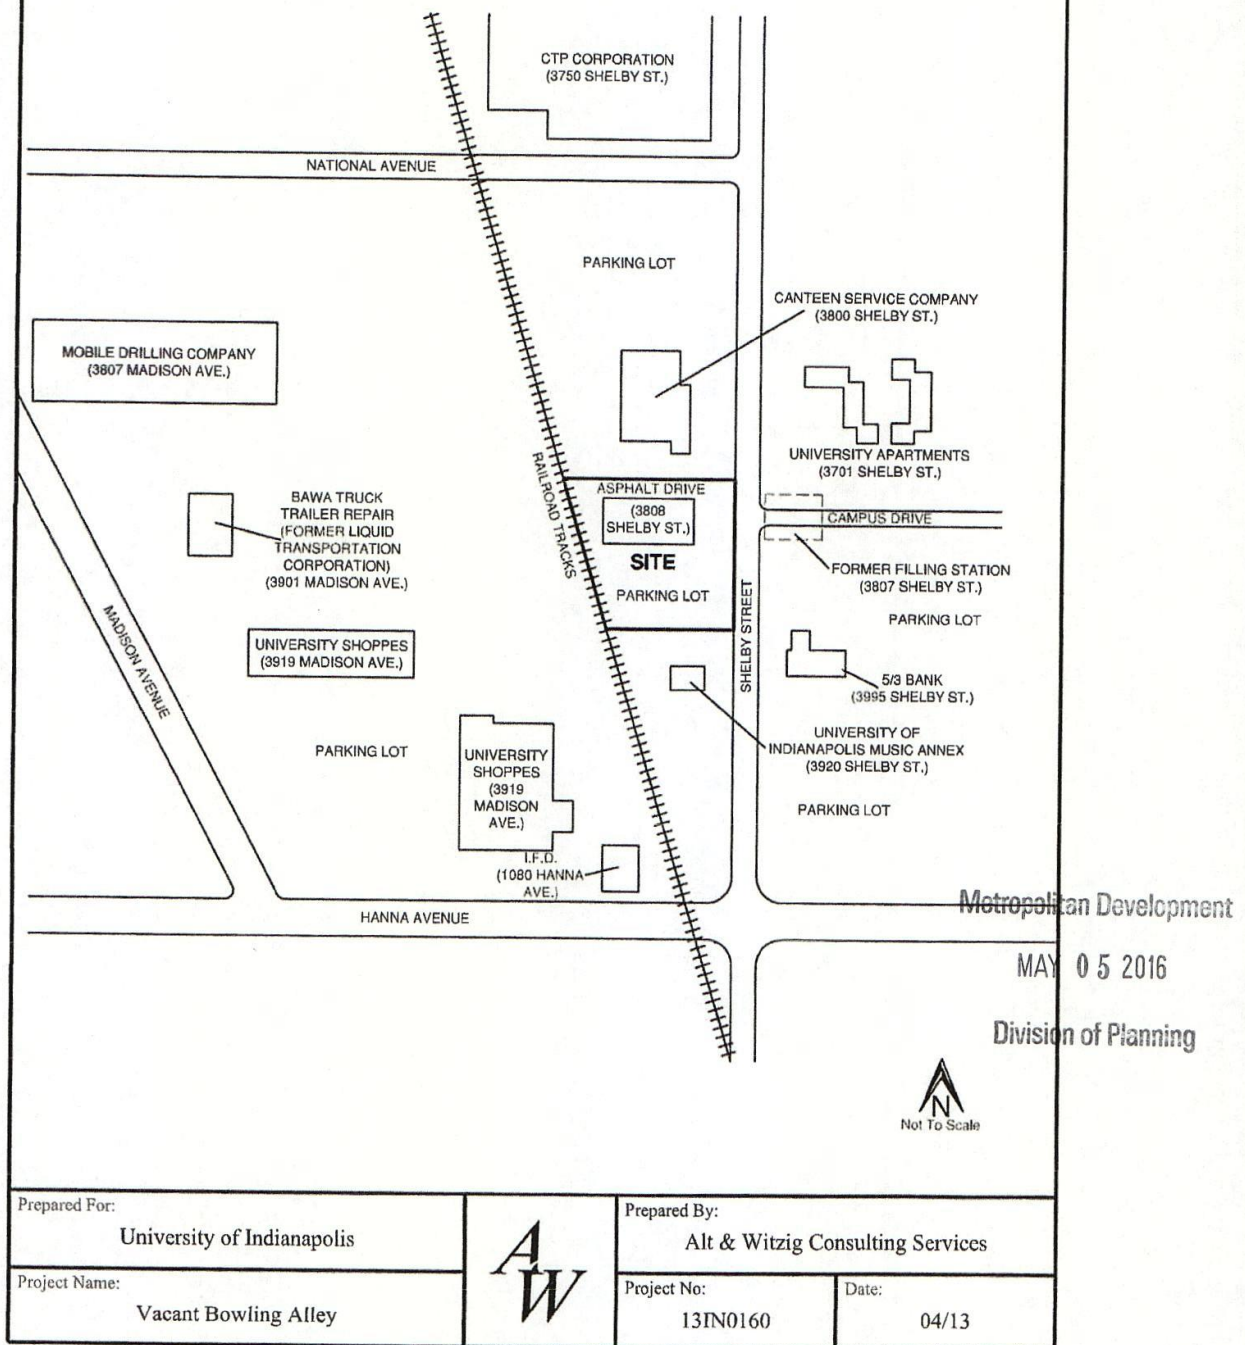 CTP CORPORATION
(3750 SHELBY ST.)
NATIONAL AVENUE
PARKING LOT
CANTEEN SERVICE COMPANY
(3800 SHELBY ST.)
MOBILE DRILLING COMPANY
(3807 MADISON AVE.)
UNIVERSITY APARTMENTS
(3701 SHELBY ST.)
RAILROAD TRACKS
ASPHALT DRIVE
(3808
SHELBY ST.)
SITE
PARKING LOT
CAMPUS DRIVE
BAWA TRUCK
TRAILER REPAIR
(FORMER LIQUID
TRANSPORTATION
CORPORATION)
(3901 MADISON AVE.)
FORMER FILLING STATION
(3807 SHELBY ST.)
PARKING LOT
MADISON AVENUE
UNIVERSITY SHOPPES
(3919 MADISON AVE.)
SHELBY STREET
5/3 BANK
(3995 SHELBY ST.)
UNIVERSITY OF
INDIANAPOLIS MUSIC ANNEX
(3920 SHELBY ST.)
PARKING LOT
UNIVERSITY
SHOPPES
(3919
MADISON
AVE.)
PARKING LOT
I.F.D.
(1080 HANNA
AVE.)
HANNA AVENUE
Metropolitan Development
MAY 05 2016
Division of Planning
N
Not To Scale
Prepared For:
University of Indianapolis
Project Name:
Vacant Bowling Alley
AW
Prepared By:
Alt & Witzig Consulting Services
Project No:
13IN0160
Date:
04/13